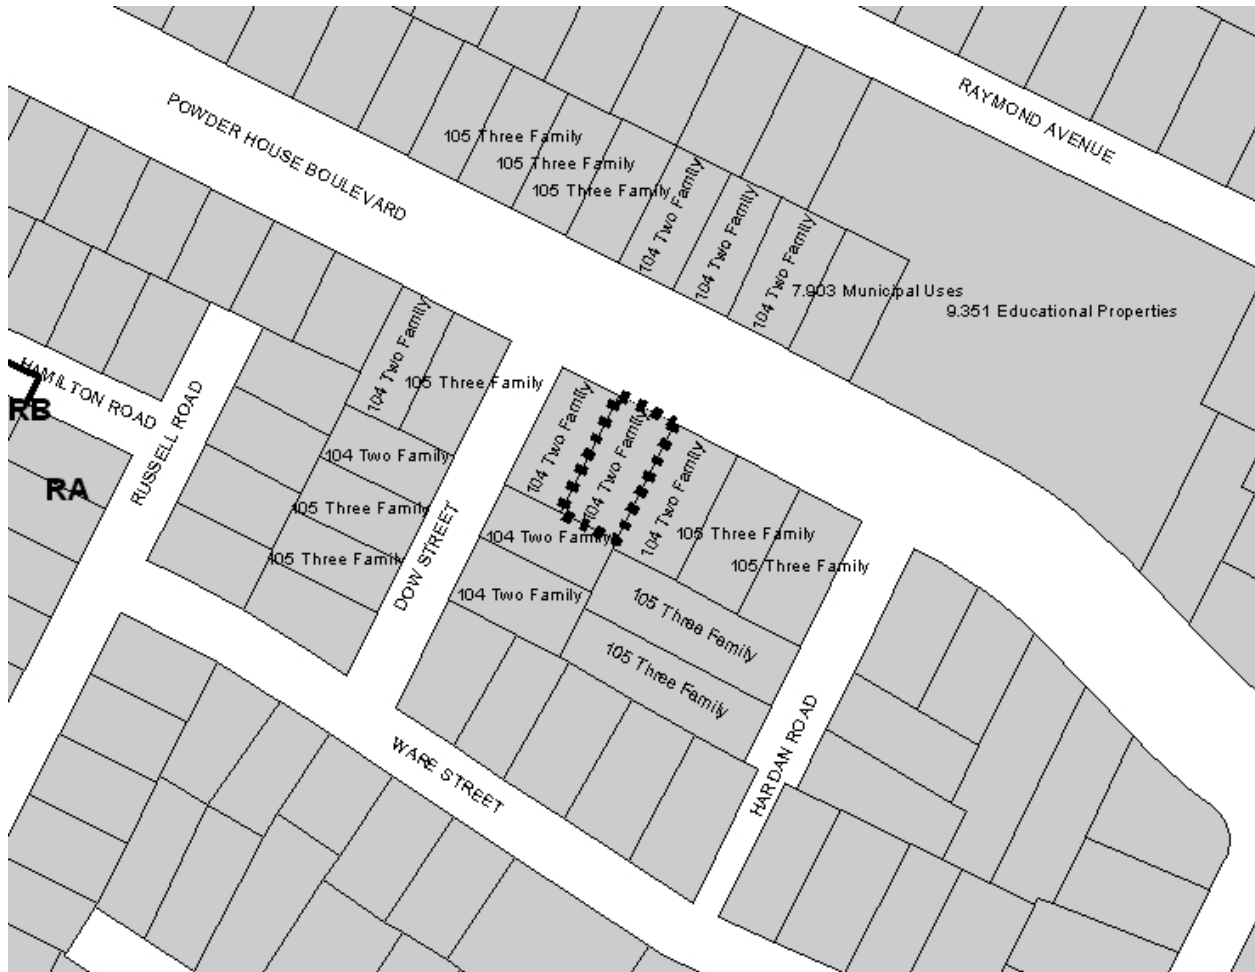 RAYMOND AVENUE
POWDER HOUSE BOULEVARD
105 Three Family
105 Three Family
105 Three Family
104 Two Family
104 Two Family
104 Two Family
7.903 Municipal Uses
9.351 Educational Properties
HAMILTON ROAD
RB
RA
RUSSELL ROAD
104 Two Family
105 Three Family
104 Two Family
105 Three Family
105 Three Family
DOW STREET
104 Two Family
104 Two Family
104 Two Family
105 Three Family
105 Three Family
104 Two Family
104 Two Family
105 Three Family
105 Three Family
WARE STREET
HARDAN ROAD